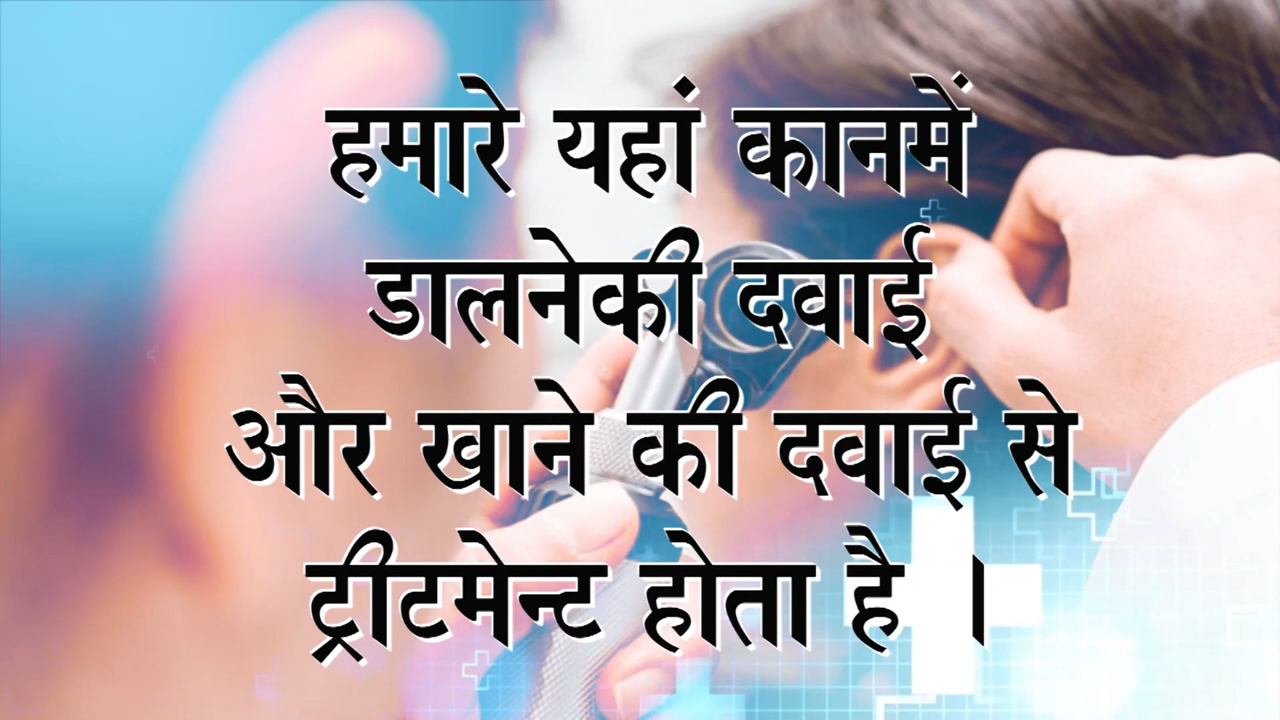 हमारे यहां कानमें
डालनेकी दवाई
और खाने की दवाई से
ट्रीटमेन्ट होता है ।